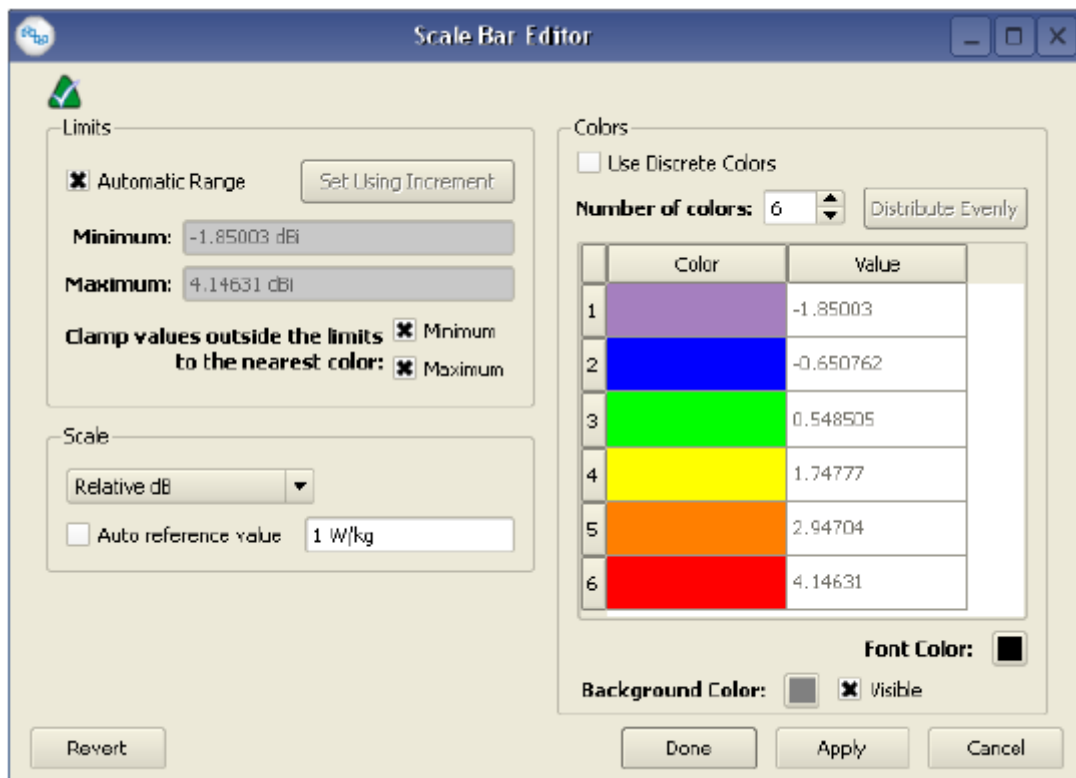 Scale Bar Editor
Limits
Automatic Range
Set Using Increment
Minimum: -1.85003 dBi
Maximum: 4.14631 dBi
Clamp values outside the limits
to the nearest color:
Minimum
Maximum
Scale
Relative dB
Auto reference value
1 W/kg
Colors
Use Discrete Colors
Number of colors: 6
Distribute Evenly
Color Value
1 -1.85003
2 -0.650762
3 0.548505
4 1.74777
5 2.94704
6 4.14631
Font Color:
Background Color:
Visible
Revert
Done
Apply
Cancel